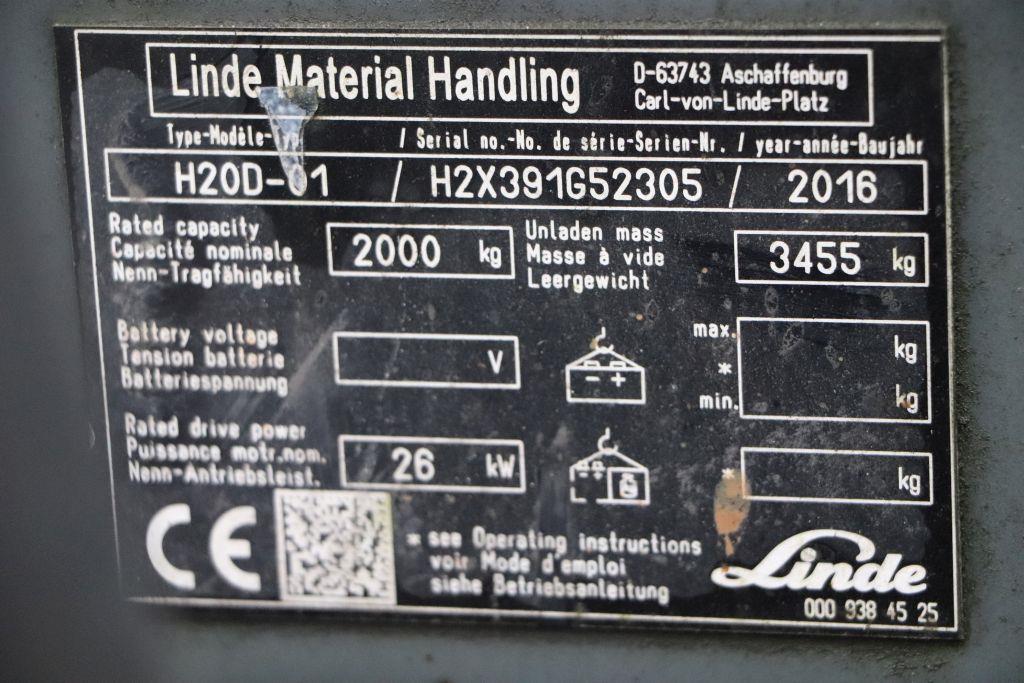 Linde Material Handling
D-63743 Aschaffenburg
Carl-von-Linde-Platz
Type-Modèle-Typ / Serial no.-No. de série-Serien-Nr. / year-année-Baujahr
H20D-01 / H2X391G52305 / 2016
Rated capacity
Capacité nominale
Nenn-Tragfähigkeit
2000 kg
Unladen mass
Masse à vide
Leergewicht
3455 kg
Battery voltage
Tension batterie
Batteriespannung
V
max. kg
*
min. kg
Rated drive power
Puissance motr.nom.
Nenn-Antriebsleist.
26 kW
* kg
CE
* see Operating instructions
voir Mode d'emploi
siehe Betriebsanleitung
Linde
000 938 45 25